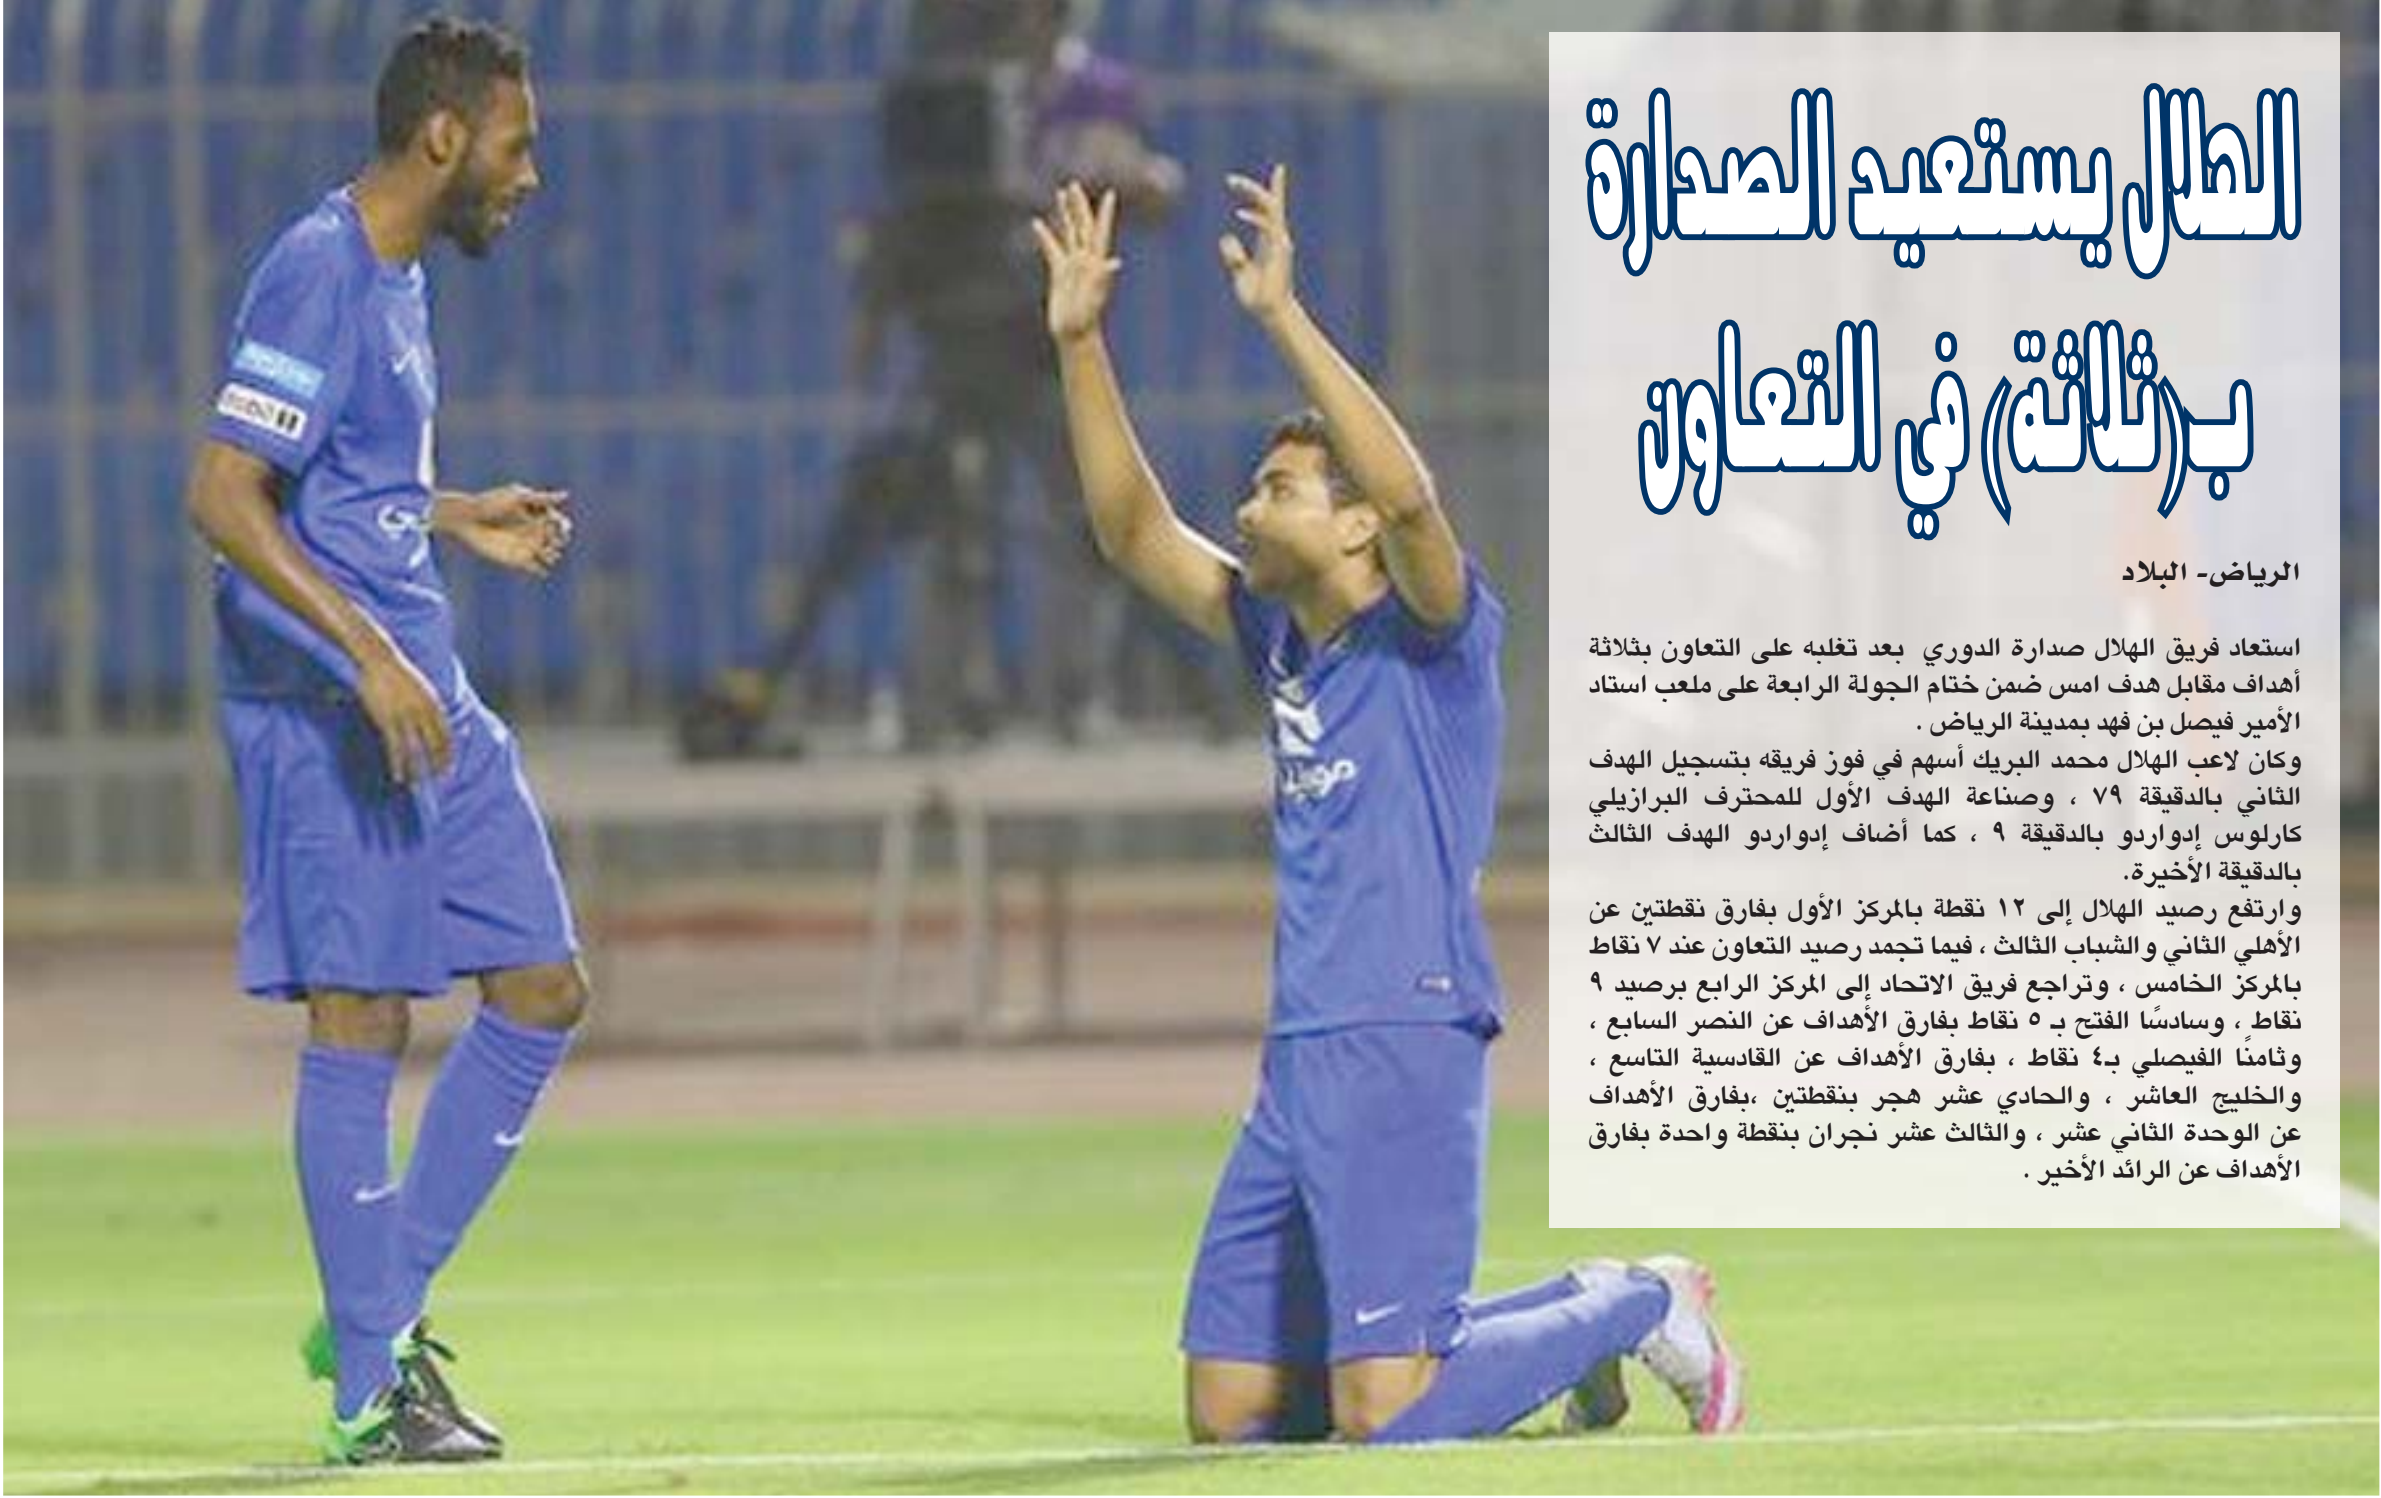 الهلال يستعيد الصدارة
بـ(ثلاثة) في التعاون
الرياض- البلاد
استعاد فريق الهلال صدارة الدوري بعد تغلبه على التعاون بثلاثة
أهداف مقابل هدف امس ضمن ختام الجولة الرابعة على ملعب استاد
الأمير فيصل بن فهد بمدينة الرياض .
وكان لاعب الهلال محمد البريك أسهم في فوز فريقه بتسجيل الهدف
الثاني بالدقيقة ٧٩ ، وصناعة الهدف الأول للمحترف البرازيلي
كارلوس إدواردو بالدقيقة ٩ ، كما أضاف إدواردو الهدف الثالث
بالدقيقة الأخيرة.
وارتفع رصيد الهلال إلى ١٢ نقطة بالمركز الأول بفارق نقطتين عن
الأهلي الثاني والشباب الثالث ، فيما تجمد رصيد التعاون عند ٧ نقاط
بالمركز الخامس ، وتراجع فريق الاتحاد إلى المركز الرابع برصيد ٩
نقاط ، وسادسًا الفتح بـ ٥ نقاط بفارق الأهداف عن النصر السابع ،
وثامنًا الفيصلي بـ٤ نقاط ، بفارق الأهداف عن القادسية التاسع ،
والخليج العاشر ، والحادي عشر هجر بنقطتين ،بفارق الأهداف
عن الوحدة الثاني عشر ، والثالث عشر نجران بنقطة واحدة بفارق
الأهداف عن الرائد الأخير .